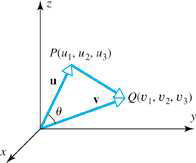 z
P(u₁, u₂, u₃)
u
v
Q(v₁, v₂, v₃)
θ
y
x